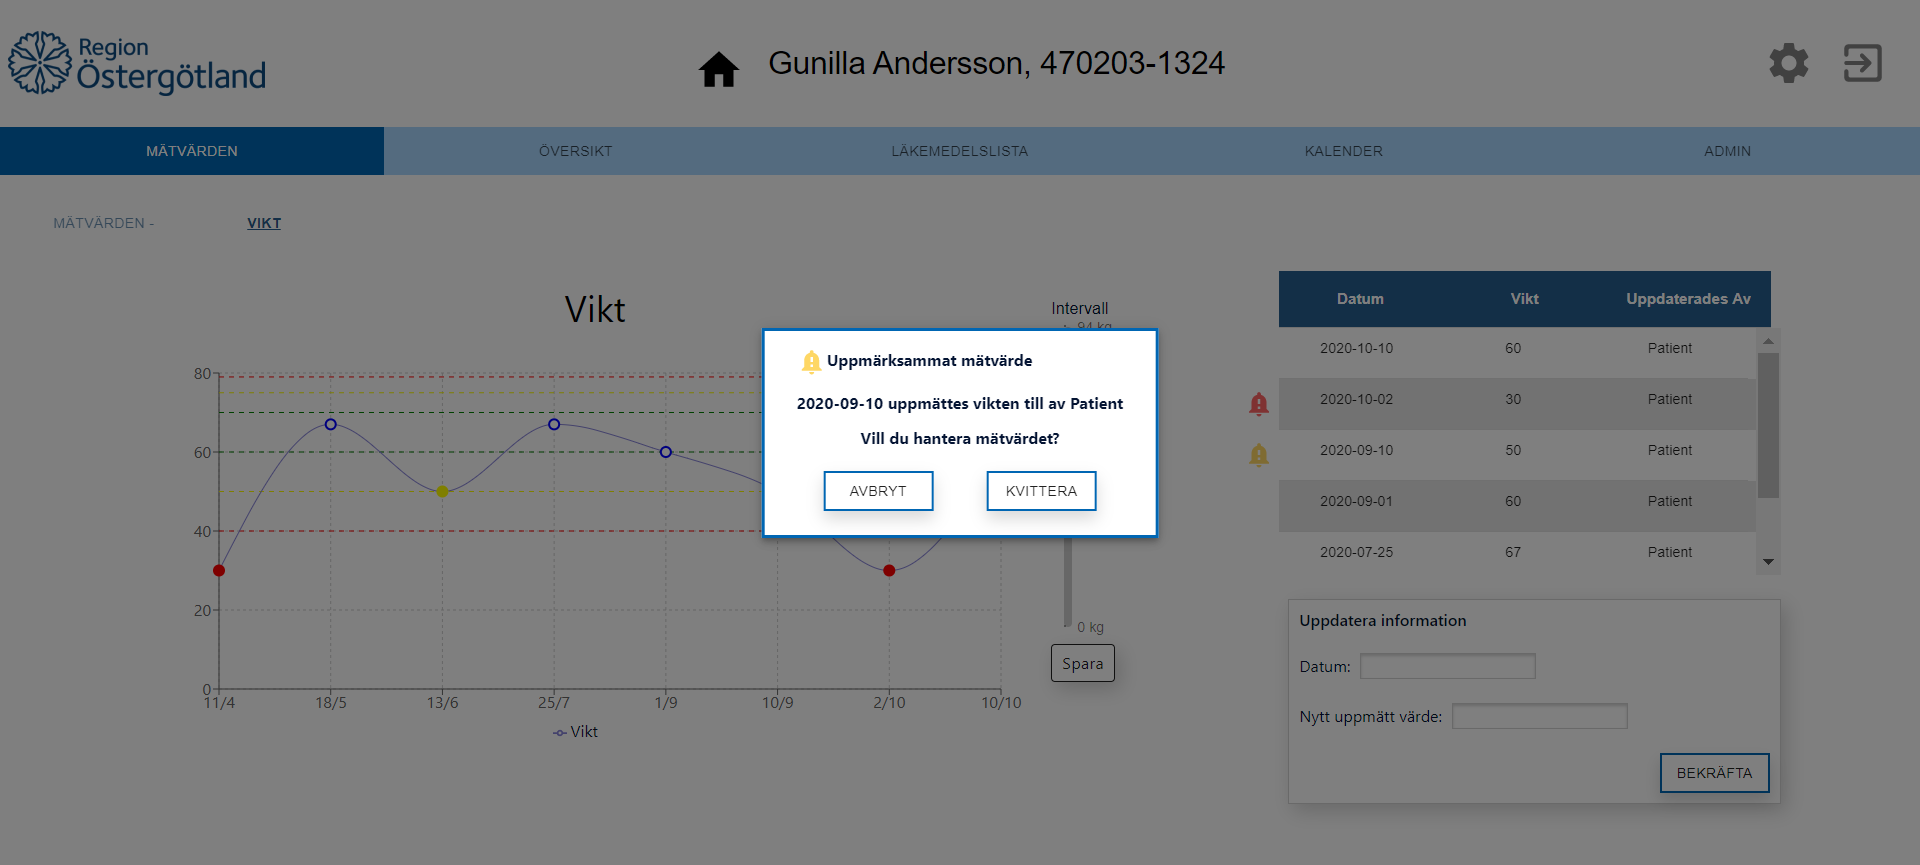 Region
Östergötland
Gunilla Andersson, 470203-1324
MÄTVÄRDEN
ÖVERSIKT
LÄKEMEDELSLISTA
KALENDER
ADMIN
MÄTVÄRDEN -
VIKT
Vikt
80
60
40
20
0
11/4
18/5
13/6
25/7
1/9
10/9
2/10
10/10
Vikt
Intervall
94 kg
0 kg
Spara
Uppmärksammat mätvärde
2020-09-10 uppmättes vikten till av Patient
Vill du hantera mätvärdet?
AVBRYT
KVITTERA
Datum Vikt Uppdaterades Av
2020-10-10 60 Patient
2020-10-02 30 Patient
2020-09-10 50 Patient
2020-09-01 60 Patient
2020-07-25 67 Patient
Uppdatera information
Datum:
Nytt uppmätt värde:
BEKRÄFTA